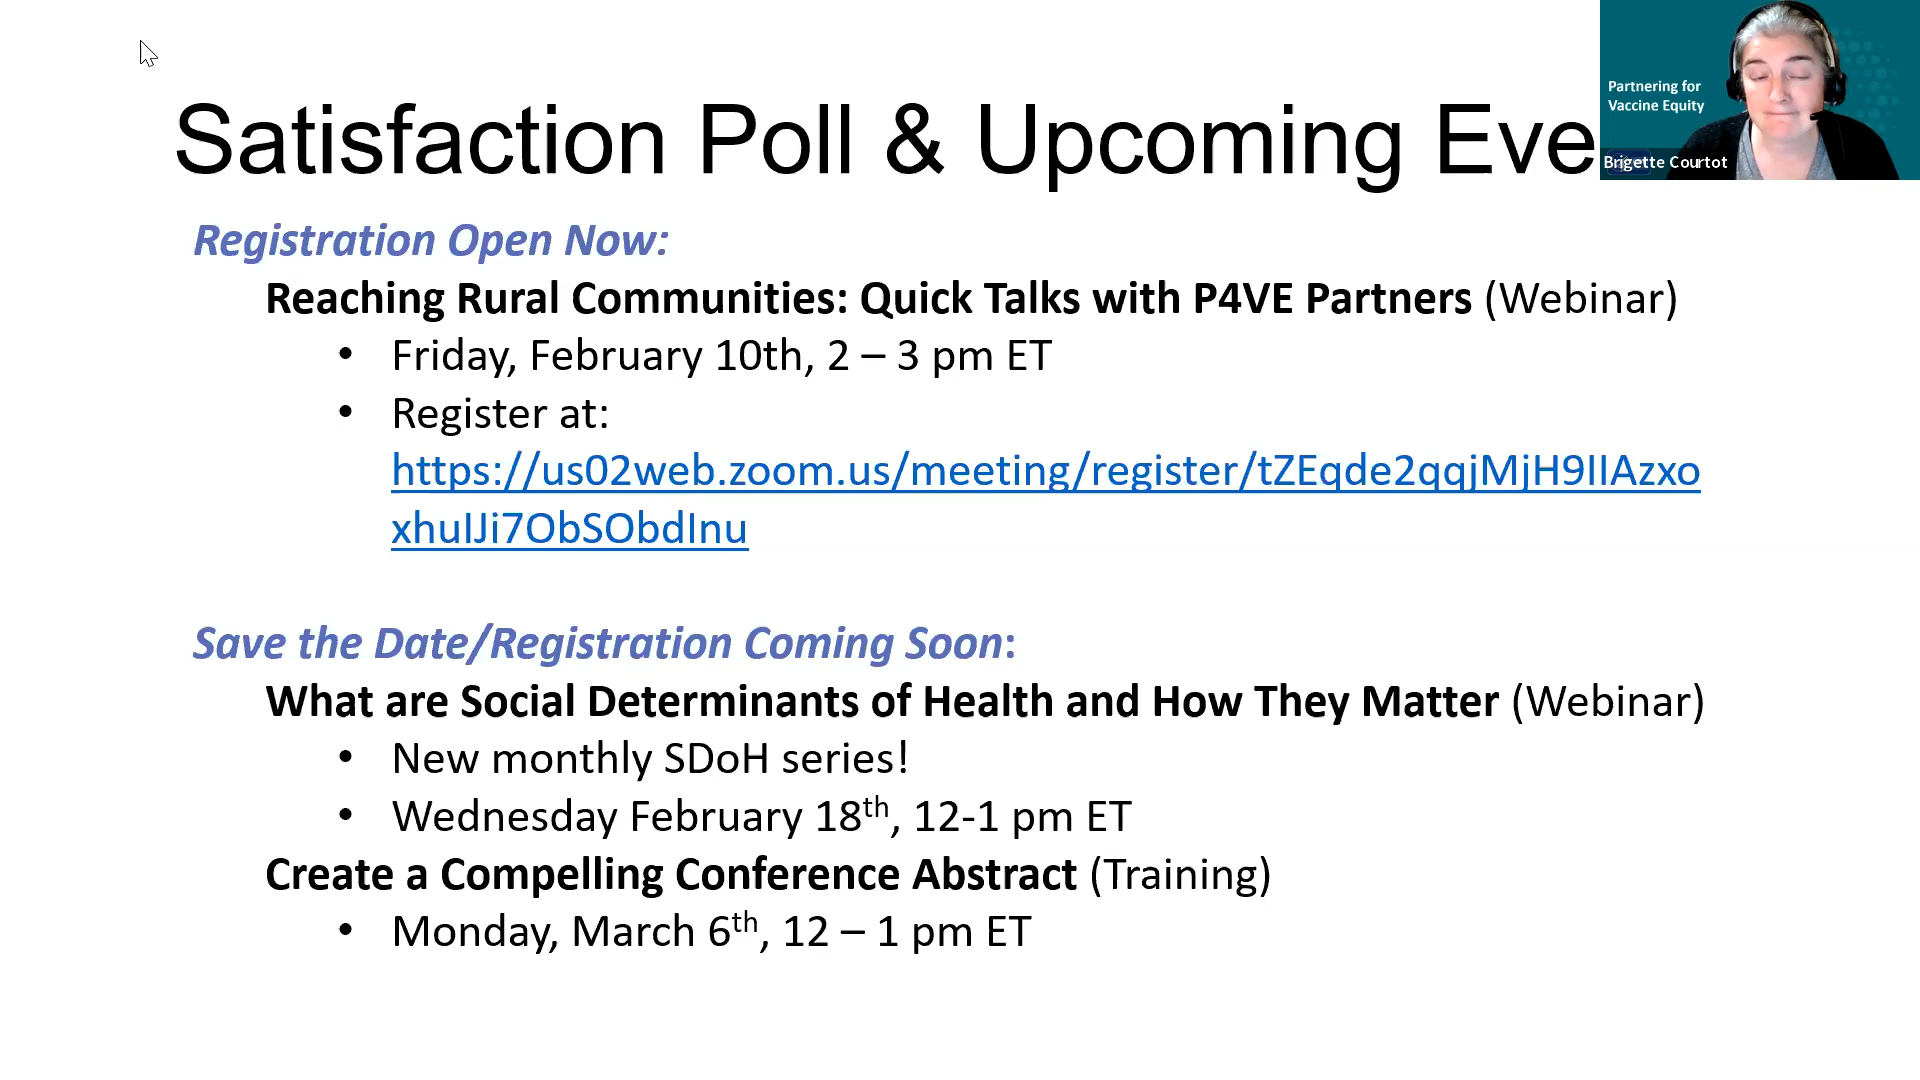 Satisfaction Poll & Upcoming Eve
Partnering for
Vaccine Equity
Brigette Courtot
Registration Open Now:
Reaching Rural Communities: Quick Talks with P4VE Partners (Webinar)
• Friday, February 10th, 2 – 3 pm ET
• Register at:
https://us02web.zoom.us/meeting/register/tZEqde2qqjMjH9IIAzxo
xhuIJi7ObSObdInu
Save the Date/Registration Coming Soon:
What are Social Determinants of Health and How They Matter (Webinar)
• New monthly SDoH series!
• Wednesday February 18th, 12-1 pm ET
Create a Compelling Conference Abstract (Training)
• Monday, March 6th, 12 – 1 pm ET